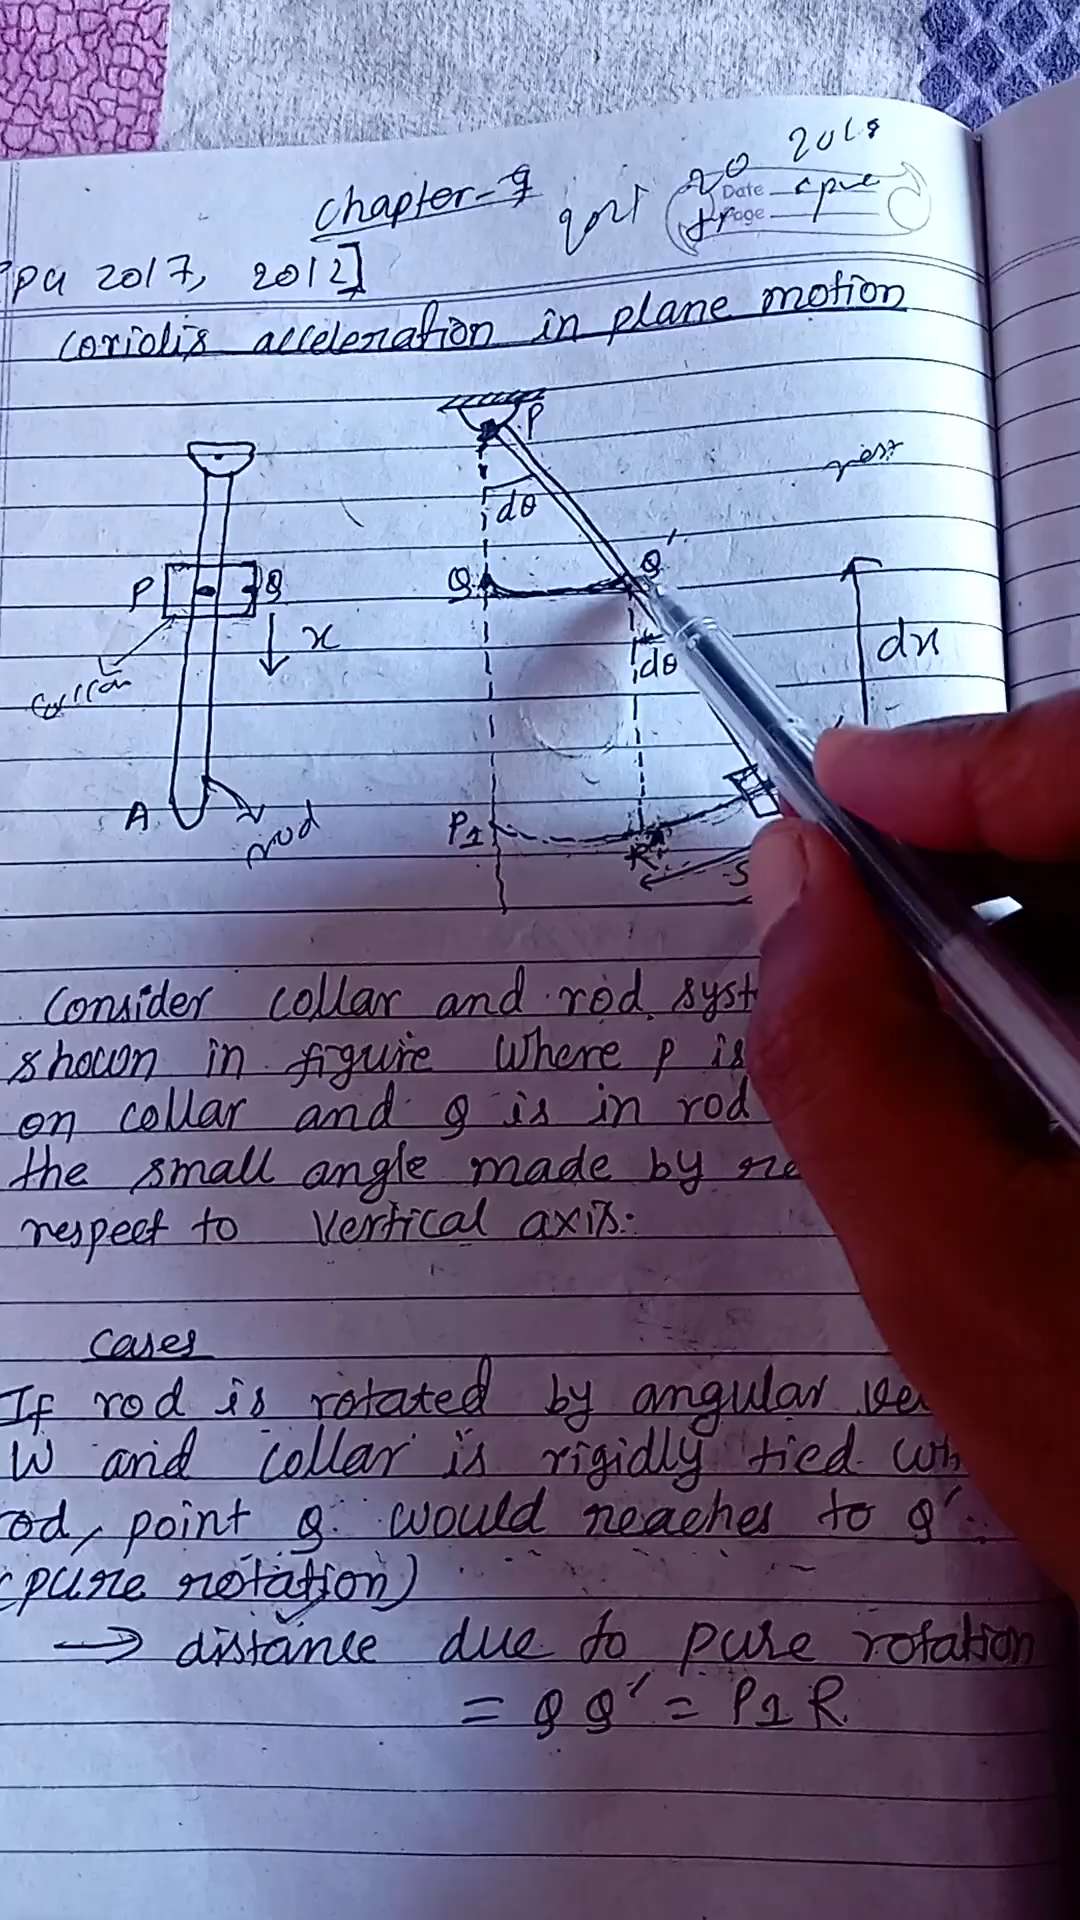 Chapter-9
2018
Date
Page
PU 2017, 2012]
Coriolis acceleration in plane motion
P
dθ
P Q
x
Q Q'
dθ
dx
A
rod
P1
R
S
Consider collar and rod syst
shown in figure Where P is
on collar and Q is in rod
the small angle made by
respect to vertical axis.
Cases
If rod is rotated by angular ve
W and collar is rigidly tied
od, point Q would reaches to Q'
(pure rotation)
→ distance due to pure rotation
= QQ' = P1R